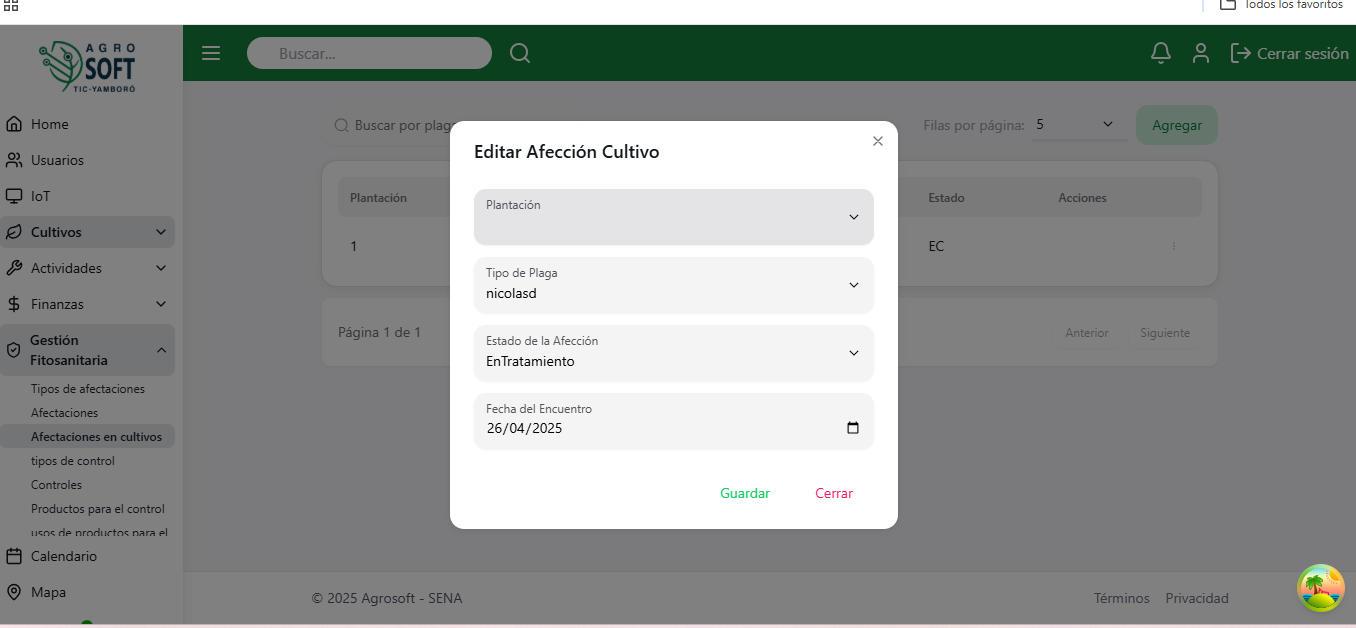 Todos los favoritos
AGRO
SOFT
TIC-YAMBORÓ
Buscar...
Cerrar sesión
Home
Usuarios
IoT
Cultivos
Actividades
Finanzas
Gestión
Fitosanitaria
Tipos de afectaciones
Afectaciones
Afectaciones en cultivos
tipos de control
Controles
Productos para el control
usos de productos para el
Calendario
Mapa
Buscar por plaga
Filas por página: 5
Agregar
Plantación
Estado
Acciones
1
EC
Página 1 de 1
Anterior
Siguiente
Editar Afección Cultivo
Plantación
Tipo de Plaga
nicolasd
Estado de la Afección
EnTratamiento
Fecha del Encuentro
26/04/2025
Guardar
Cerrar
© 2025 Agrosoft - SENA
Términos
Privacidad